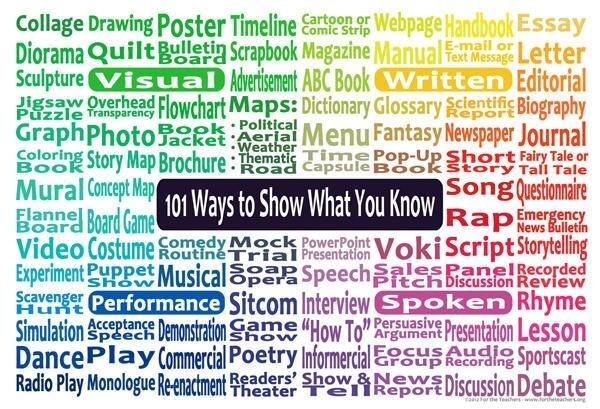 Collage Drawing Poster Timeline Cartoon or Comic Strip Webpage Handbook Essay
Diorama Quilt Bulletin Board Scrapbook Magazine Manual E-mail or Text Message Letter
Sculpture Visual Advertisement ABC Book Written Editorial
Jigsaw Puzzle Overhead Transparency Flowchart Maps: Dictionary Glossary Scientific Report Biography
Graph Photo Book Jacket : Political : Aerial Menu Fantasy Newspaper Journal
Coloring Book Story Map Brochure Weather : Thematic Road Time Capsule Pop-Up Book Short Story Fairy Tale or Tall Tale
Mural Concept Map 101 Ways to Show What You Know Song Questionnaire
Flannel Board Board Game Rap Emergency News Bulletin
Video Costume Comedy Routine Mock Trial PowerPoint Presentation Voki Script Storytelling
Experiment Puppet Show Musical Soap Opera Speech Sales Pitch Panel Discussion Recorded Review
Scavenger Hunt Performance Sitcom Interview Spoken Rhyme
Simulation Acceptance Speech Demonstration Game Show "How To" Persuasive Argument Presentation Lesson
Dance Play Commercial Poetry Informercial Focus Group Audio Recording Sportscast
Radio Play Monologue Re-enactment Readers' Theater Show & Tell News Report Discussion Debate
©2012 For the Teachers - www.fortheteachers.org